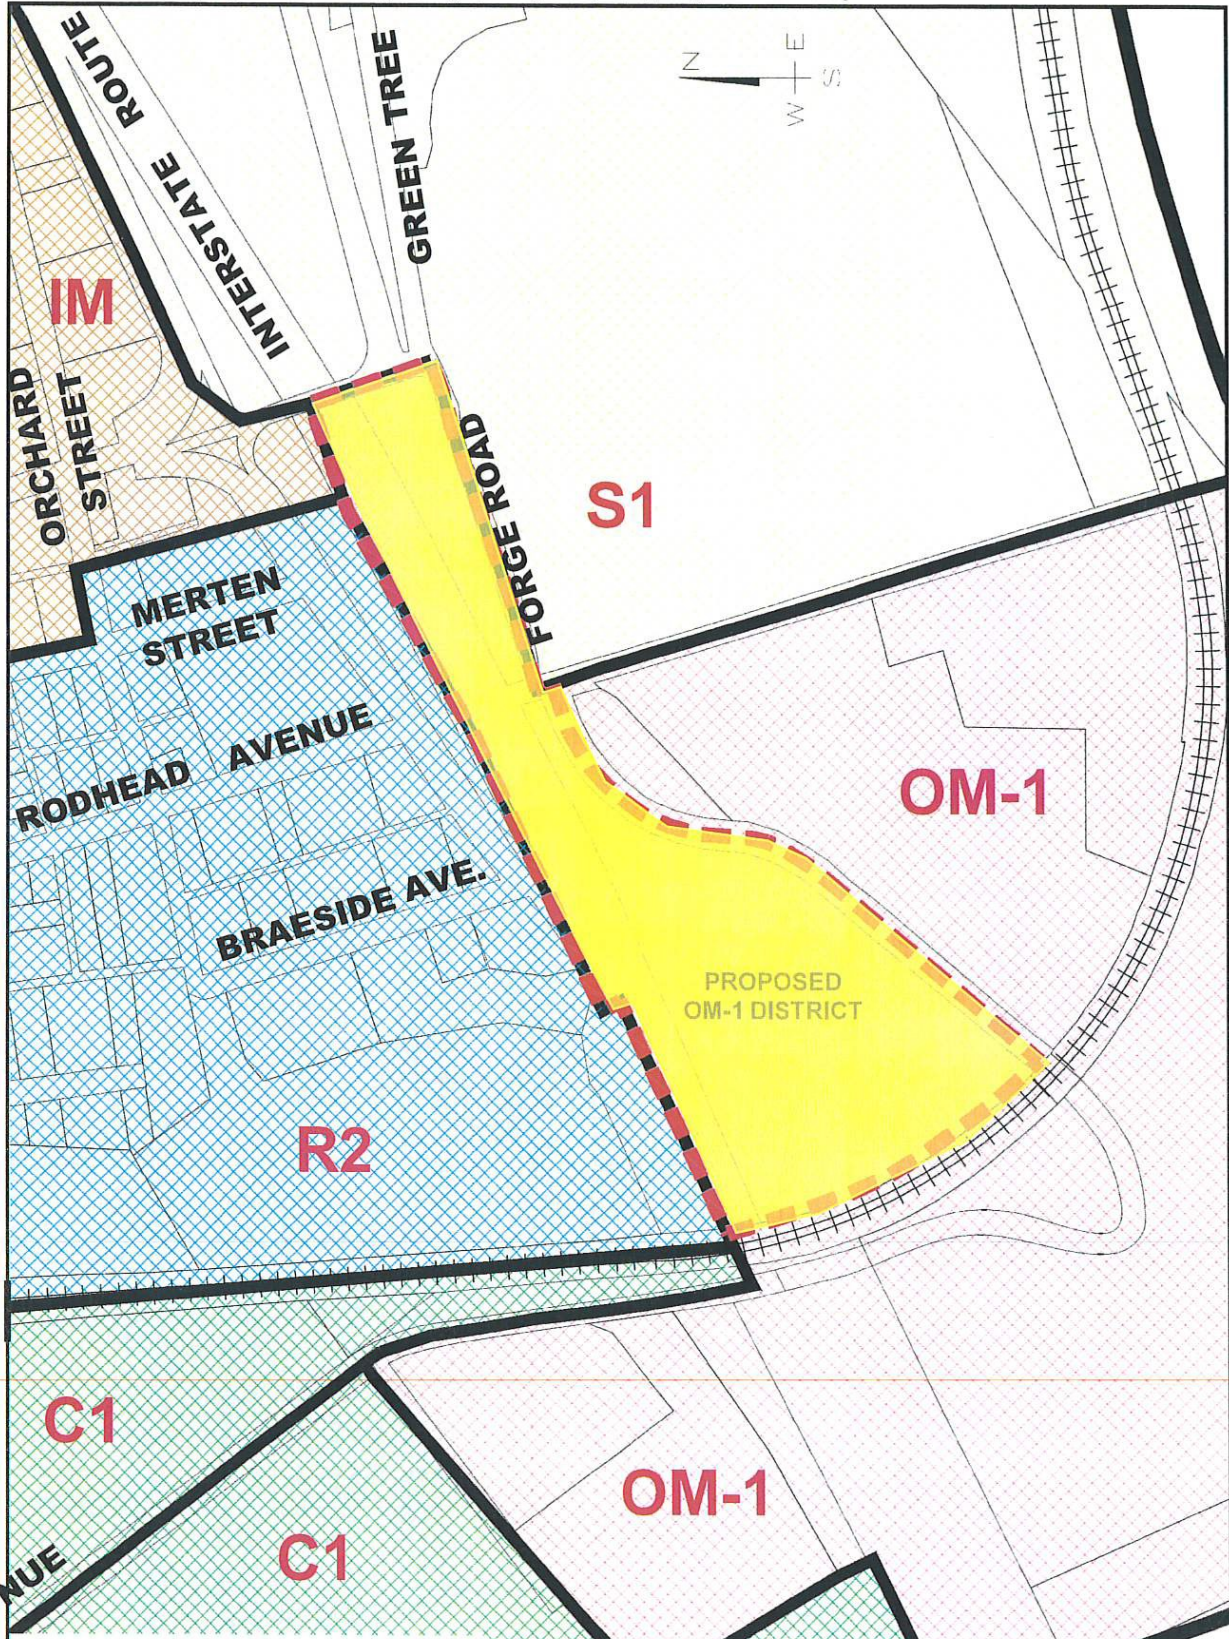 INTERSTATE ROUTE
GREEN TREE
N
W E
S
IM
ORCHARD
STREET
FORGE ROAD
S1
MERTEN
STREET
RODHEAD AVENUE
OM-1
BRAESIDE AVE.
PROPOSED
OM-1 DISTRICT
R2
C1
OM-1
C1
NUE